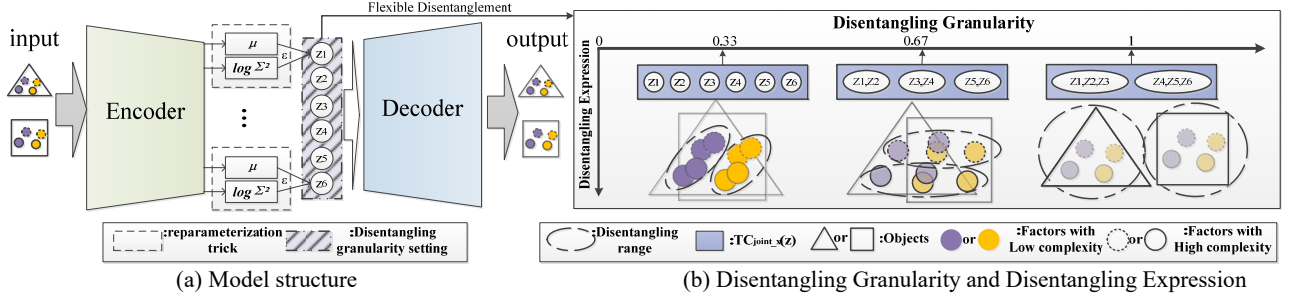 Flexible Disentanglement
input
μ
log Σ²
ε
...
μ
log Σ²
ε
Z1
Z2
Z3
Z4
Z5
Z6
Encoder
Decoder
output
:reparameterization
trick
:Disentangling
granularity setting
(a) Model structure
Disentangling Granularity
0
0.33
0.67
1
Disentangling Expression
Z1 Z2 Z3 Z4 Z5 Z6
Z1,Z2 Z3,Z4 Z5,Z6
Z1,Z2,Z3 Z4,Z5,Z6
:Disentangling
range
:TCjoint_x(z)
or :Objects
or :Factors with
Low complexity
or :Factors with
High complexity
(b) Disentangling Granularity and Disentangling Expression